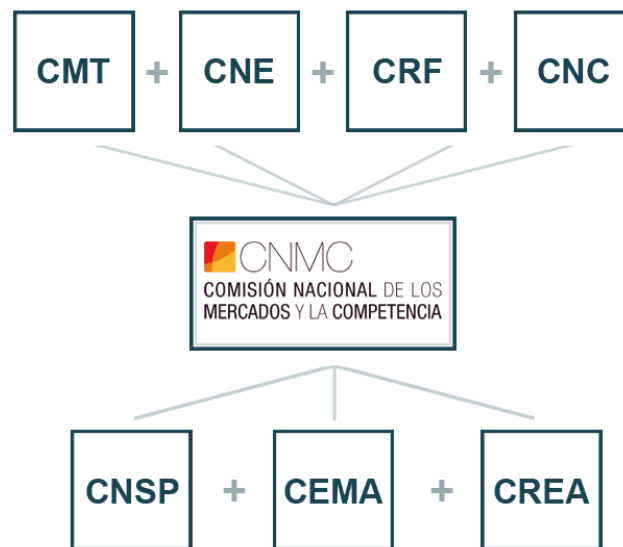 CMT + CNE + CRF + CNC
CNMC
COMISIÓN NACIONAL DE LOS
MERCADOS Y LA COMPETENCIA
CNSP + CEMA + CREA